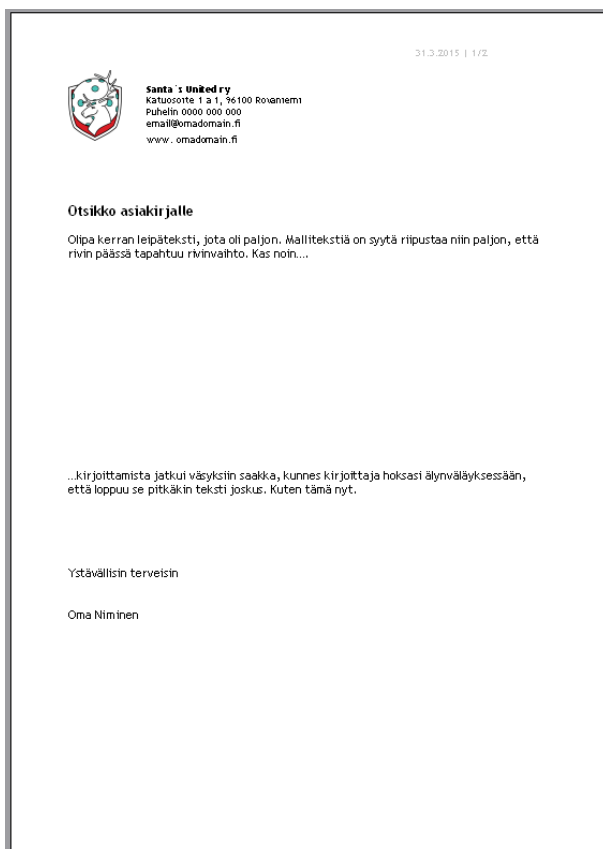 31.3.2015 | 1/2
Santa´s United ry
Katuosoite 1 a 1, 96100 Rovaniemi
Puhelin 0000 000 000
email@omadomain.fi
www. omadomain.fi
Otsikko asiakirjalle
Olipa kerran leipäteksti, jota oli paljon. Mallitekstiä on syytä riipustaa niin paljon, että
rivin päässä tapahtuu rivinvaihto. Kas noin....
...kirjoittamista jatkui väsyksiin saakka, kunnes kirjoittaja hoksasi älynväläyksessään,
että loppuu se pitkäkin teksti joskus. Kuten tämä nyt.
Ystävällisin terveisin
Oma Niminen